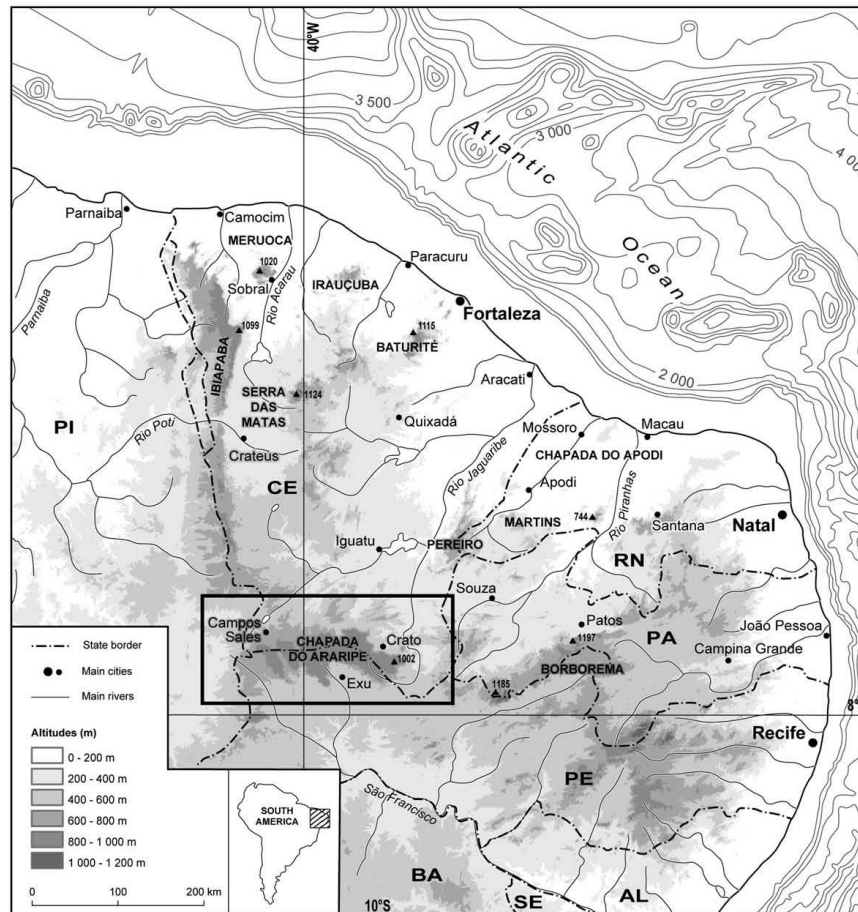 40°W
3 500
3 000
4 00
Atlantic
Ocean
2 000
Parnaiba
Camocim
MERUOCA
1020
Sobral
Rio Acarau
IRAUÇUBA
Paracuru
Parnaiba
Fortaleza
1099
1115
BATURITÉ
IBIAPABA
Aracati
SERRA
DAS
MATAS
1124
Quixadá
Mossoro
Macau
PI
Rio Poti
Crateus
CHAPADA DO APODI
Rio Jaguaribe
Apodi
CE
Rio Piranhas
MARTINS
744
Santana
Natal
Iguatu
PEREIRO
RN
Souza
Campos
Sales
CHAPADA
DO ARARIPE
Crato
1002
Exu
Patos
PA
João Pessoa
1197
Campina Grande
BORBOREMA
1185
8°
Recife
PE
São Francisco
BA
10°S
SE
AL
State border
Main cities
Main rivers
Altitudes (m)
0 - 200 m
200 - 400 m
400 - 600 m
600 - 800 m
800 - 1 000 m
1 000 - 1 200 m
0 100 200 km
SOUTH
AMERICA